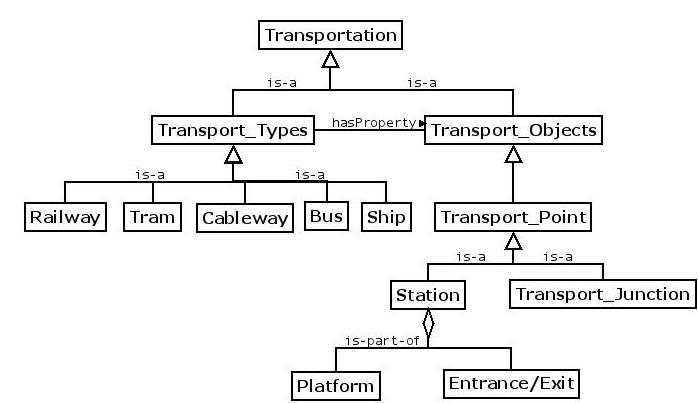 Transportation
is-a
is-a
Transport_Types
hasProperty
Transport_Objects
is-a
is-a
Railway
Tram
Cableway
Bus
Ship
Transport_Point
is-a
is-a
Station
Transport_Junction
is-part-of
Platform
Entrance/Exit